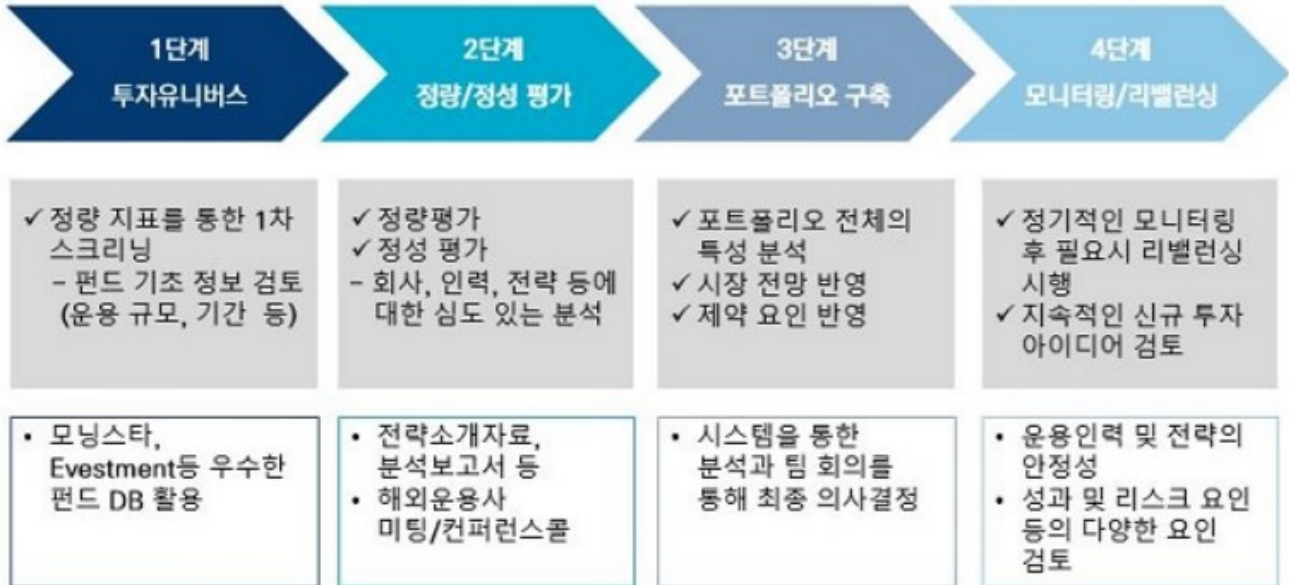 1단계
투자유니버스
2단계
정량/정성 평가
3단계
포트폴리오 구축
4단계
모니터링/리밸런싱
✓ 정량 지표를 통한 1차
스크리닝
- 펀드 기초 정보 검토
(운용 규모, 기간 등)
✓ 정량평가
✓ 정성 평가
- 회사, 인력, 전략 등에
대한 심도 있는 분석
✓ 포트폴리오 전체의
특성 분석
✓ 시장 전망 반영
✓ 제약 요인 반영
✓ 정기적인 모니터링
후 필요시 리밸런싱
시행
✓ 지속적인 신규 투자
아이디어 검토
• 모닝스타,
Evestment등 우수한
펀드 DB 활용
• 전략소개자료,
분석보고서 등
• 해외운용사
미팅/컨퍼런스콜
• 시스템을 통한
분석과 팀 회의를
통해 최종 의사결정
• 운용인력 및 전략의
안정성
• 성과 및 리스크 요인
등의 다양한 요인
검토